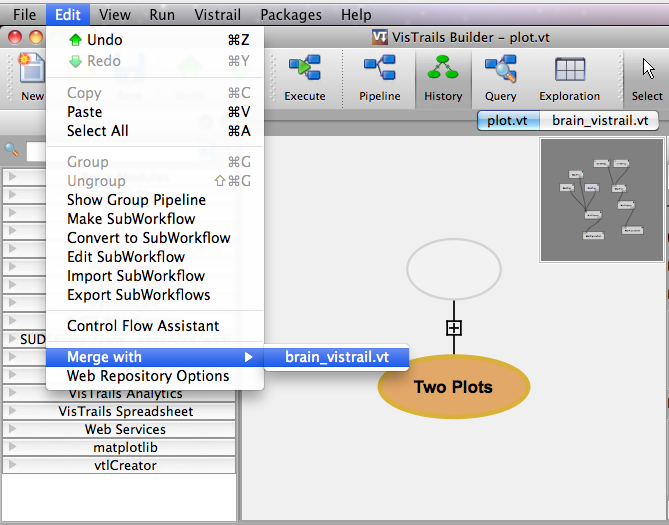 File Edit View Run Vistrail Packages Help
VisTrails Builder - plot.vt
Undo ⌘Z
Redo ⌘Y
Copy ⌘C
Paste ⌘V
Select All ⌘A
Group ⌘G
Ungroup ⇧⌘G
Show Group Pipeline
Make SubWorkflow
Convert to SubWorkflow
Edit SubWorkflow
Import SubWorkflow
Export SubWorkflows
Control Flow Assistant
Merge with brain_vistrail.vt
Web Repository Options
New Execute Pipeline History Query Exploration Select
plot.vt brain_vistrail.vt
SUD
VisTrails Analytics
VisTrails Spreadsheet
Web Services
matplotlib
vtlCreator
Two Plots